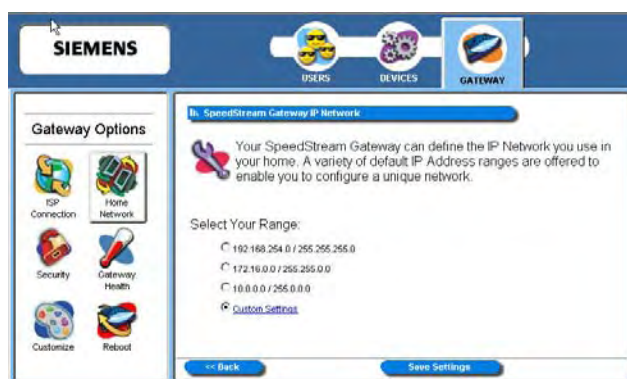 SIEMENS
USERS
DEVICES
GATEWAY
Gateway Options
ISP Connection
Home Network
Security
Gateway Health
Customize
Reboot
b. SpeedStream Gateway IP Network
Your SpeedStream Gateway can define the IP Network you use in
your home. A variety of default IP Address ranges are offered to
enable you to configure a unique network.
Select Your Range:
192.168.254.0 / 255.255.255.0
172.16.0.0 / 255.255.0.0
10.0.0.0 / 255.0.0.0
Custom Settings
<< Back
Save Settings